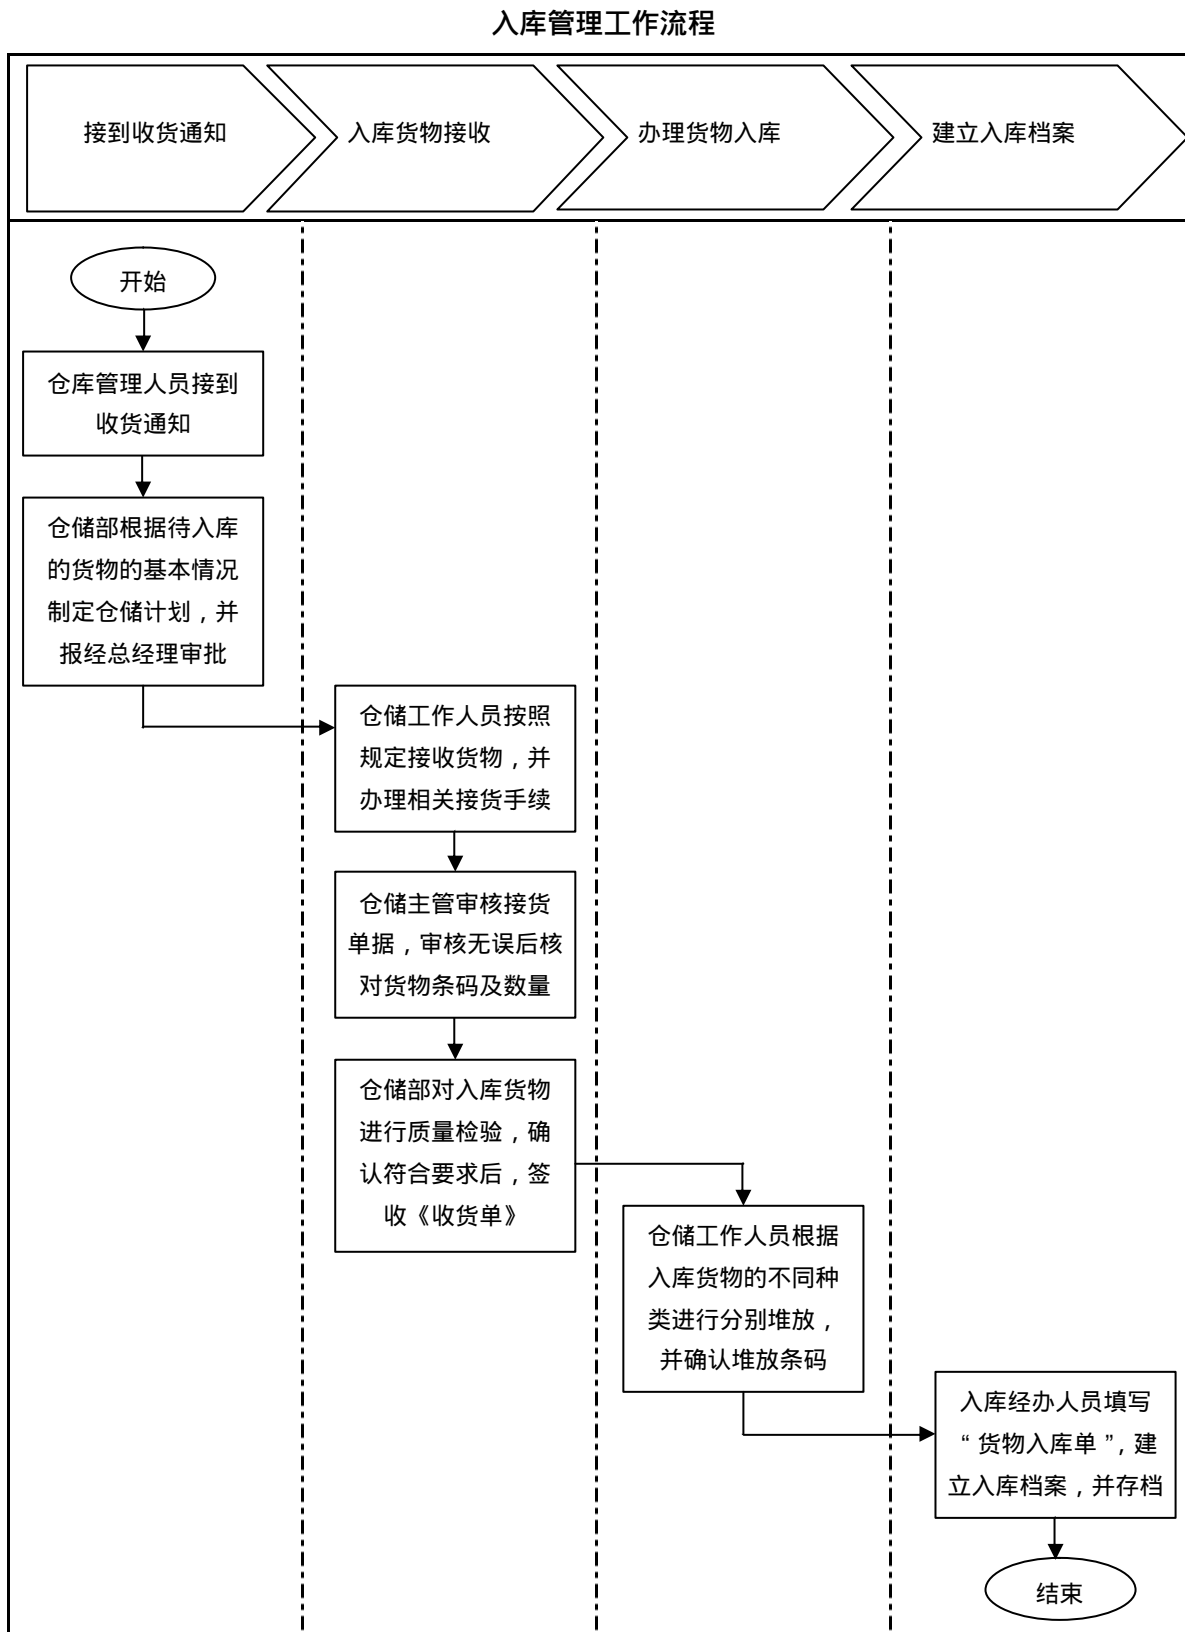 入库管理工作流程
接到收货通知
入库货物接收
办理货物入库
建立入库档案
开始
仓库管理人员接到
收货通知
仓储部根据待入库
的货物的基本情况
制定仓储计划，并
报经总经理审批
仓储工作人员按照
规定接收货物，并
办理相关接货手续
仓储主管审核接货
单据，审核无误后核
对货物条码及数量
仓储部对入库货物
进行质量检验，确
认符合要求后，签
收《收货单》
仓储工作人员根据
入库货物的不同种
类进行分别堆放，
并确认堆放条码
入库经办人员填写
“货物入库单”，建
立入库档案，并存档
结束